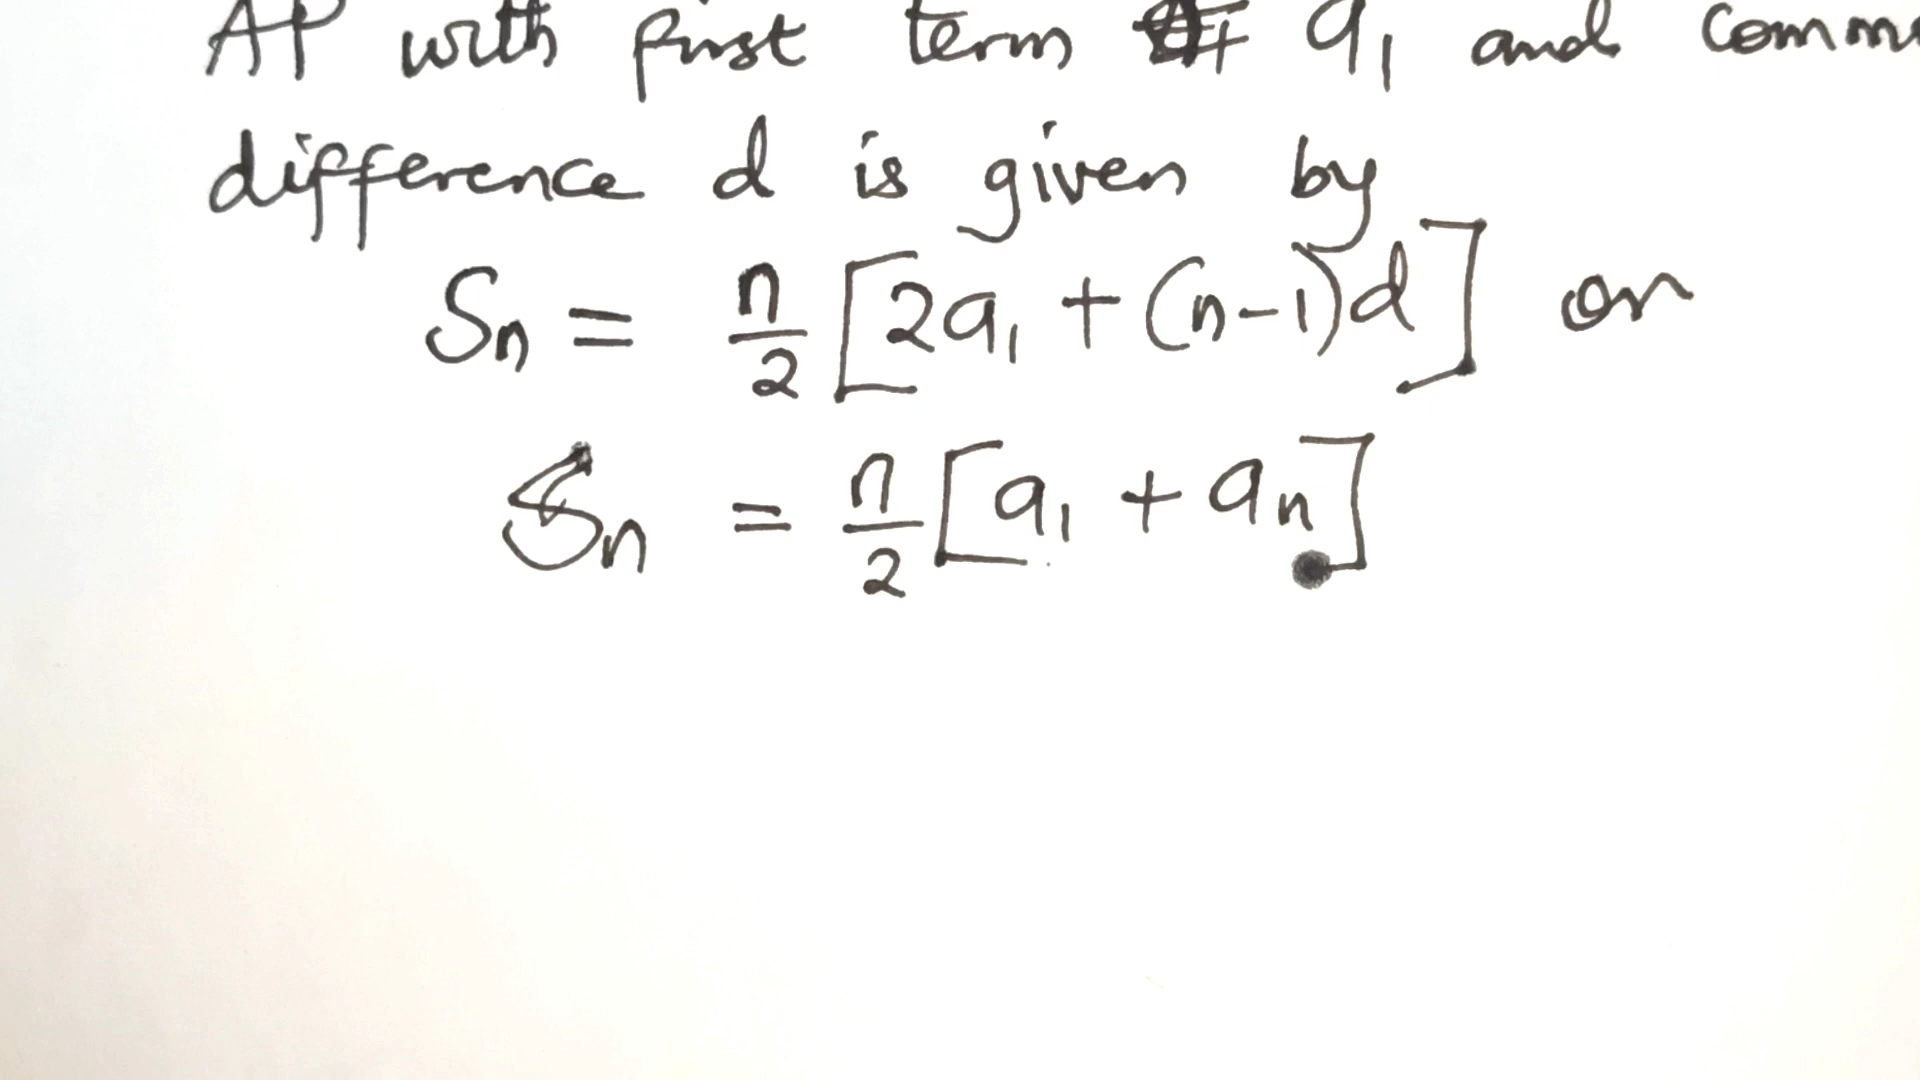 AP with first term a₁ and comm
difference d is given by
Sn = n/2 [2a₁ + (n-1)d] or
Sn = n/2 [a₁ + an]